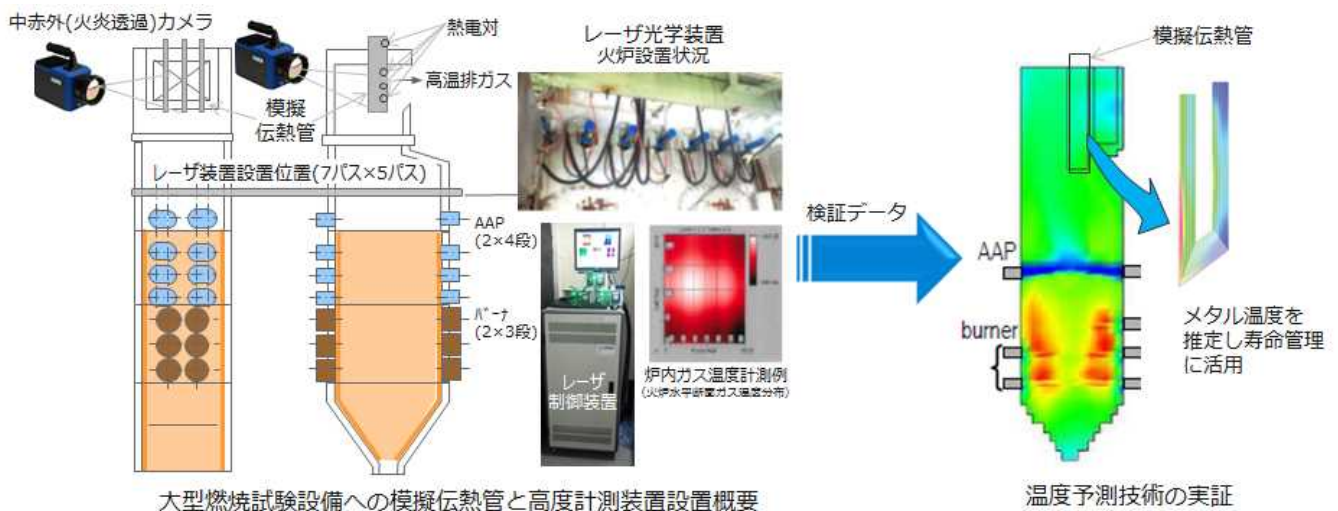 中赤外(火炎透過)カメラ
熱電対
高温排ガス
模擬
伝熱管
レーザ光学装置
火炉設置状況
レーザ装置設置位置(7パス×5パス)
AAP
(2×4段)
バーナ
(2×3段)
レーザ
制御装置
炉内ガス温度計測例
(火炉水平断面ガス温度分布)
大型燃焼試験設備への模擬伝熱管と高度計測装置設置概要
検証データ
模擬伝熱管
AAP
burner
メタル温度を
推定し寿命管理
に活用
温度予測技術の実証